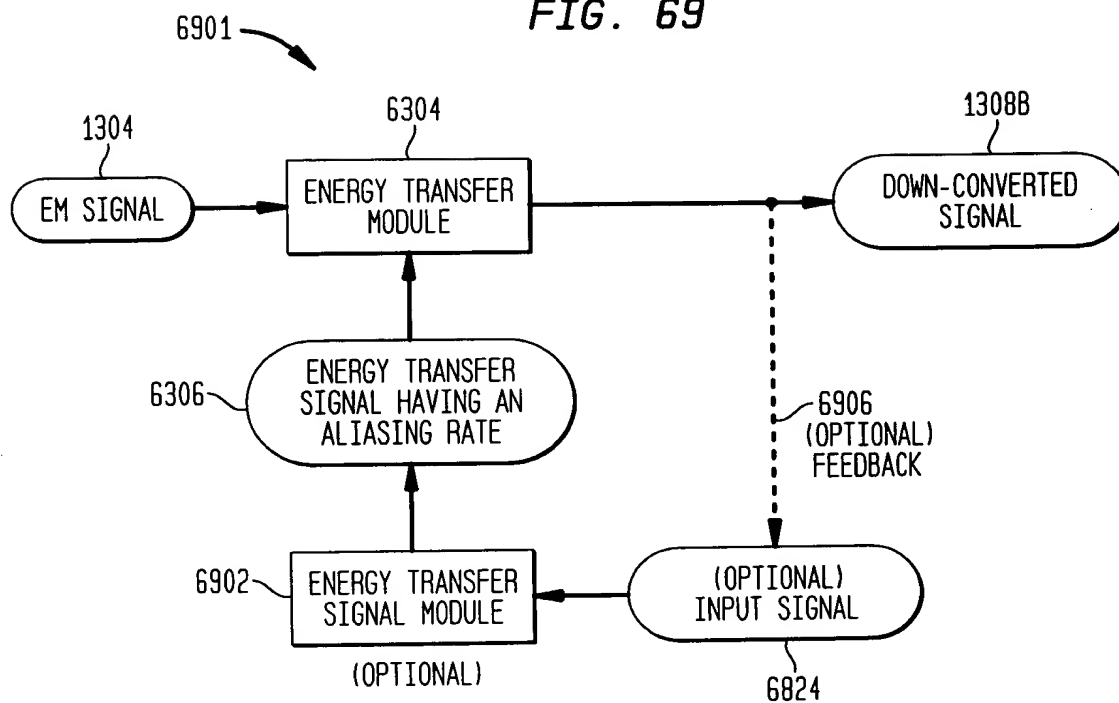 FIG. 69
6901
1304
EM SIGNAL
6304
ENERGY TRANSFER
MODULE
1308B
DOWN-CONVERTED
SIGNAL
6306
ENERGY TRANSFER
SIGNAL HAVING AN
ALIASING RATE
6906
(OPTIONAL)
FEEDBACK
6902
ENERGY TRANSFER
SIGNAL MODULE
(OPTIONAL)
(OPTIONAL)
INPUT SIGNAL
6824